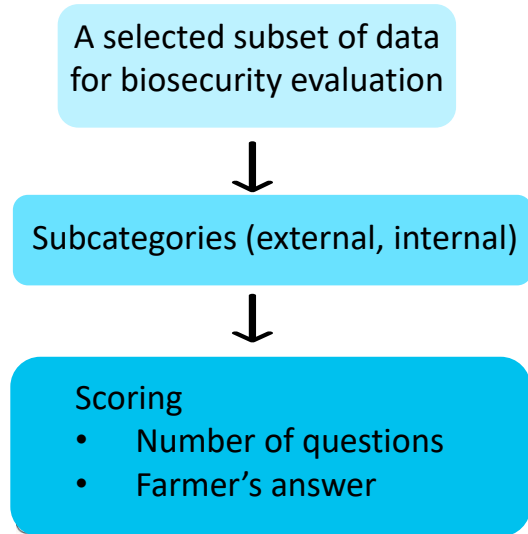 A selected subset of data
for biosecurity evaluation
Subcategories (external, internal)
Scoring
• Number of questions
• Farmer’s answer